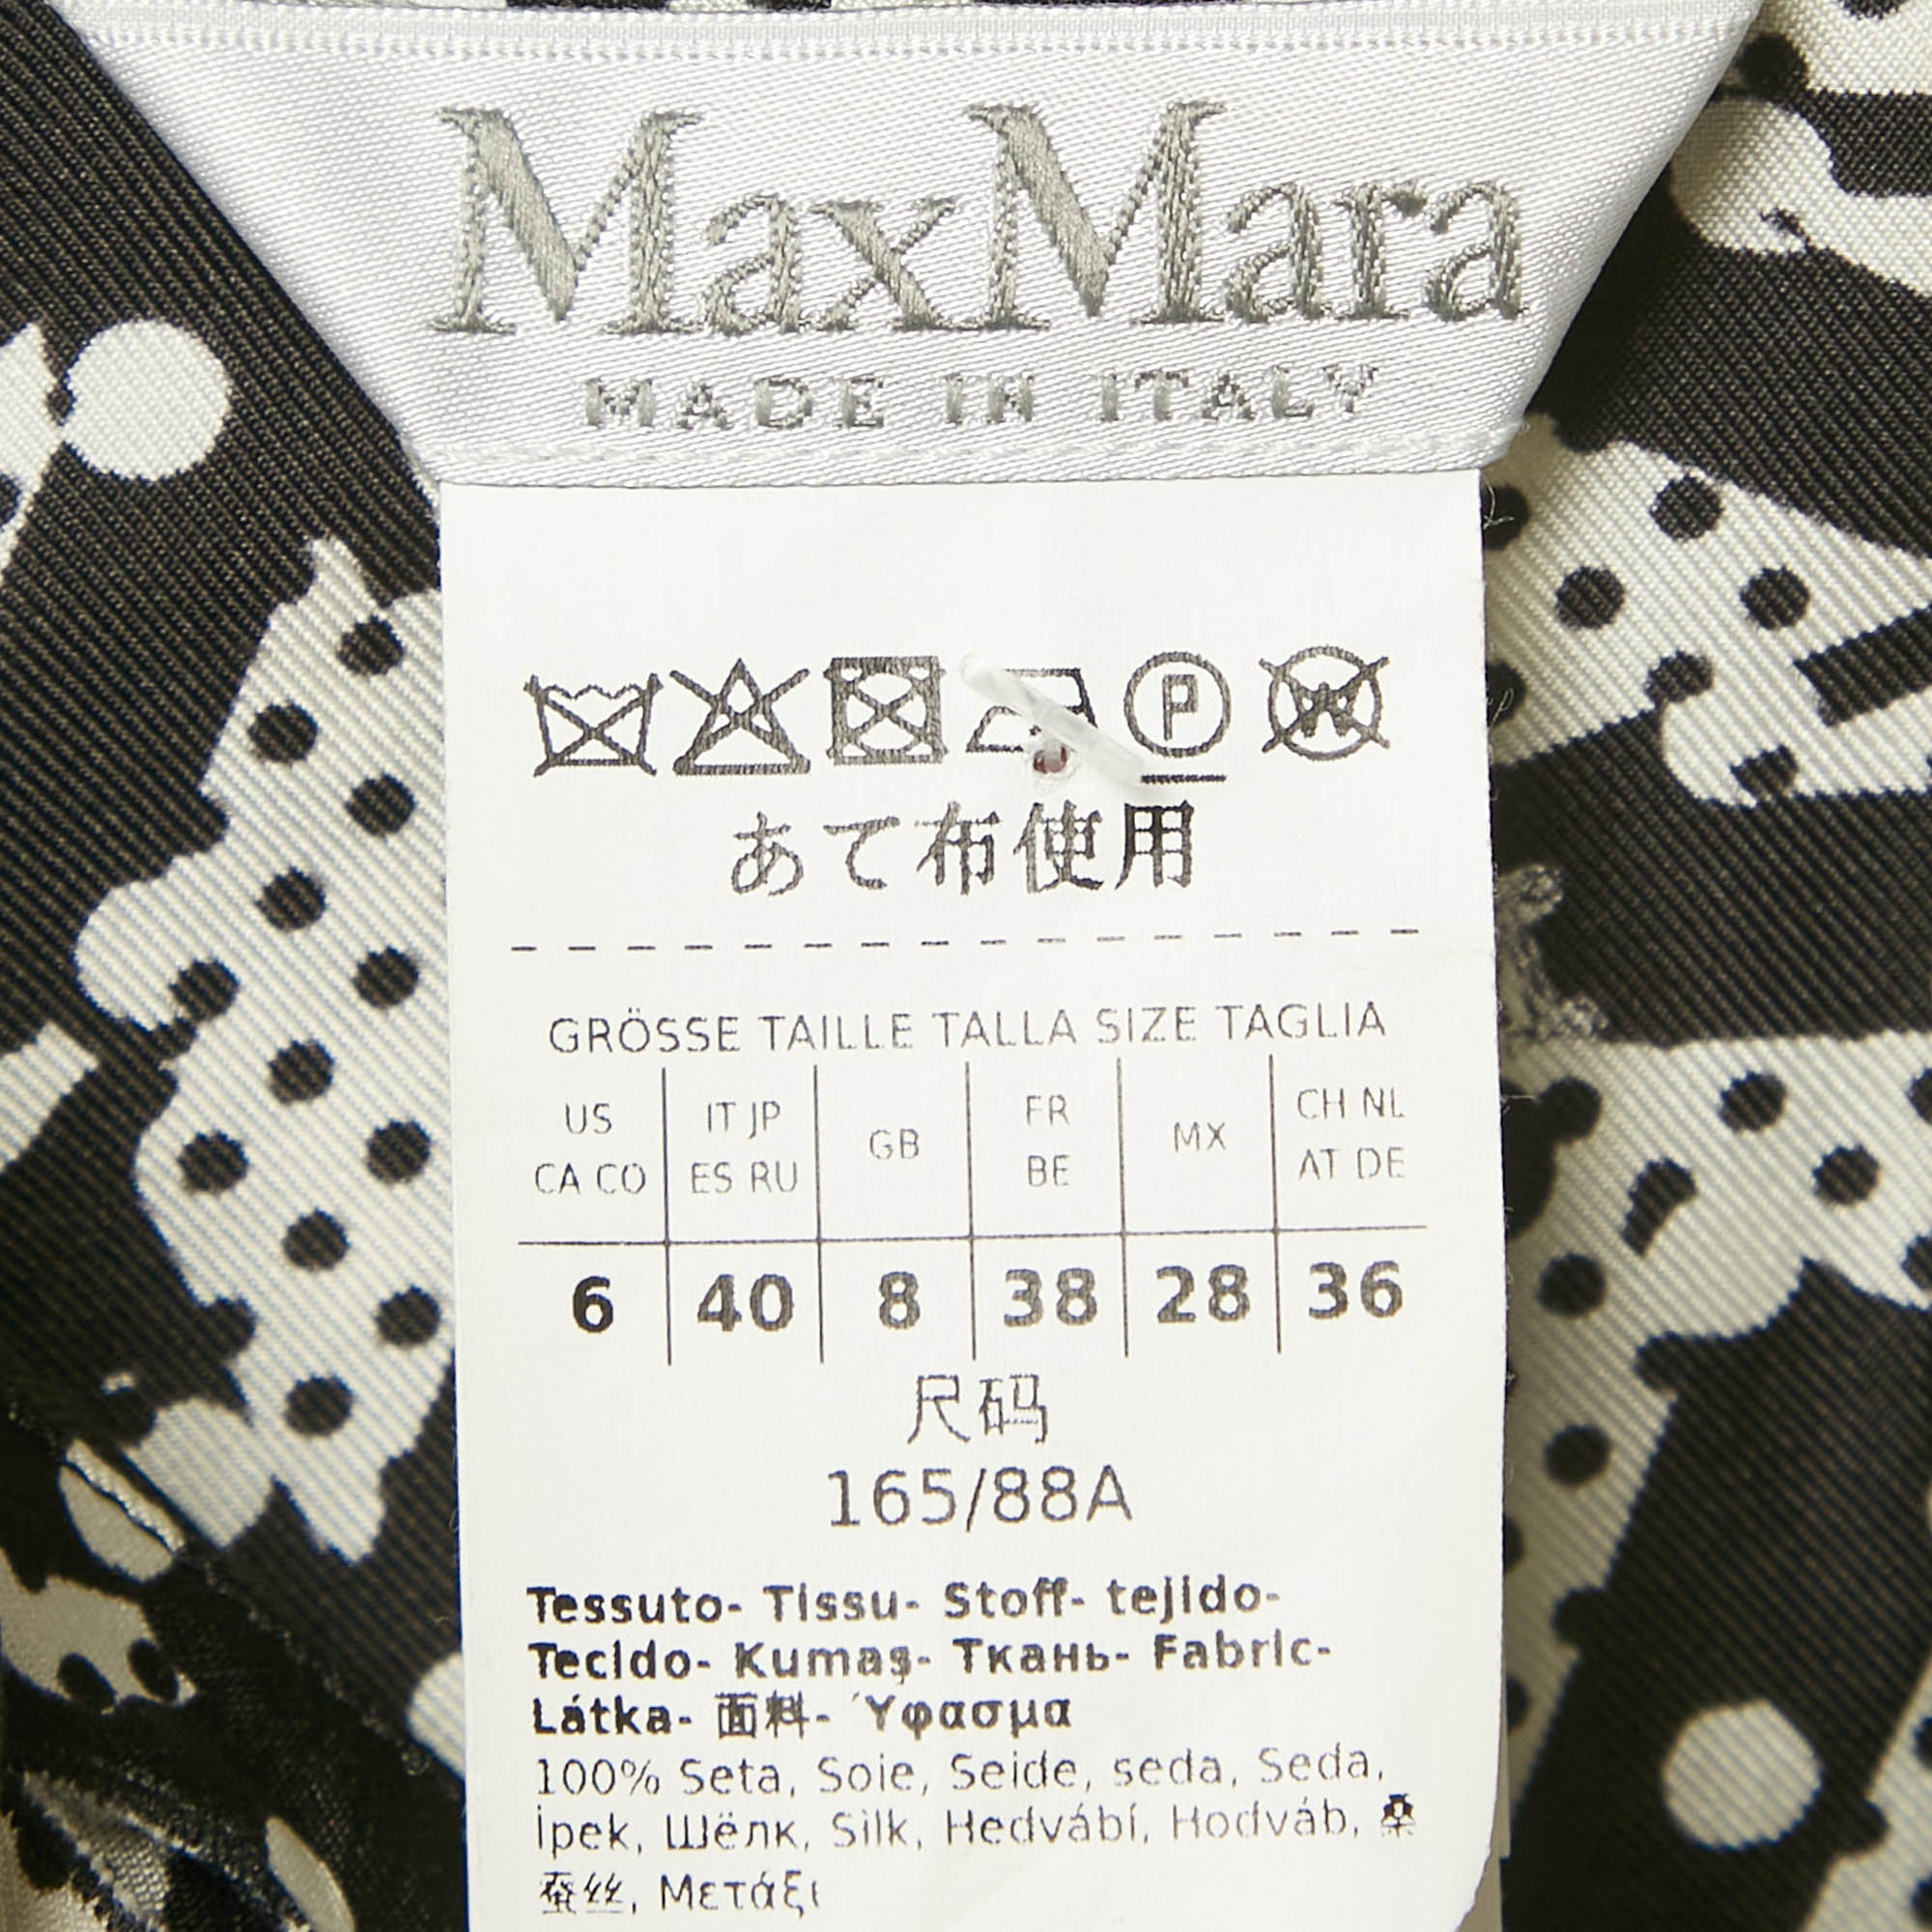 MaxMara
MADE IN ITALY
P W
あて布使用
GRÖSSE TAILLE TALLA SIZE TAGLIA
US IT JP GB FR MX CH NL
CA CO ES RU BE AT DE
6 40 8 38 28 36
尺码
165/88A
Tessuto- Tissu- Stoff- tejido-
Tecido- Kumaş- Ткань- Fabric-
Látka- 面料- Ύφασμα
100% Seta, Soie, Seide, seda, Seda,
İpek, Шёлк, Silk, Hedvábí, Hodváb, 桑
蚕丝, Μετάξι